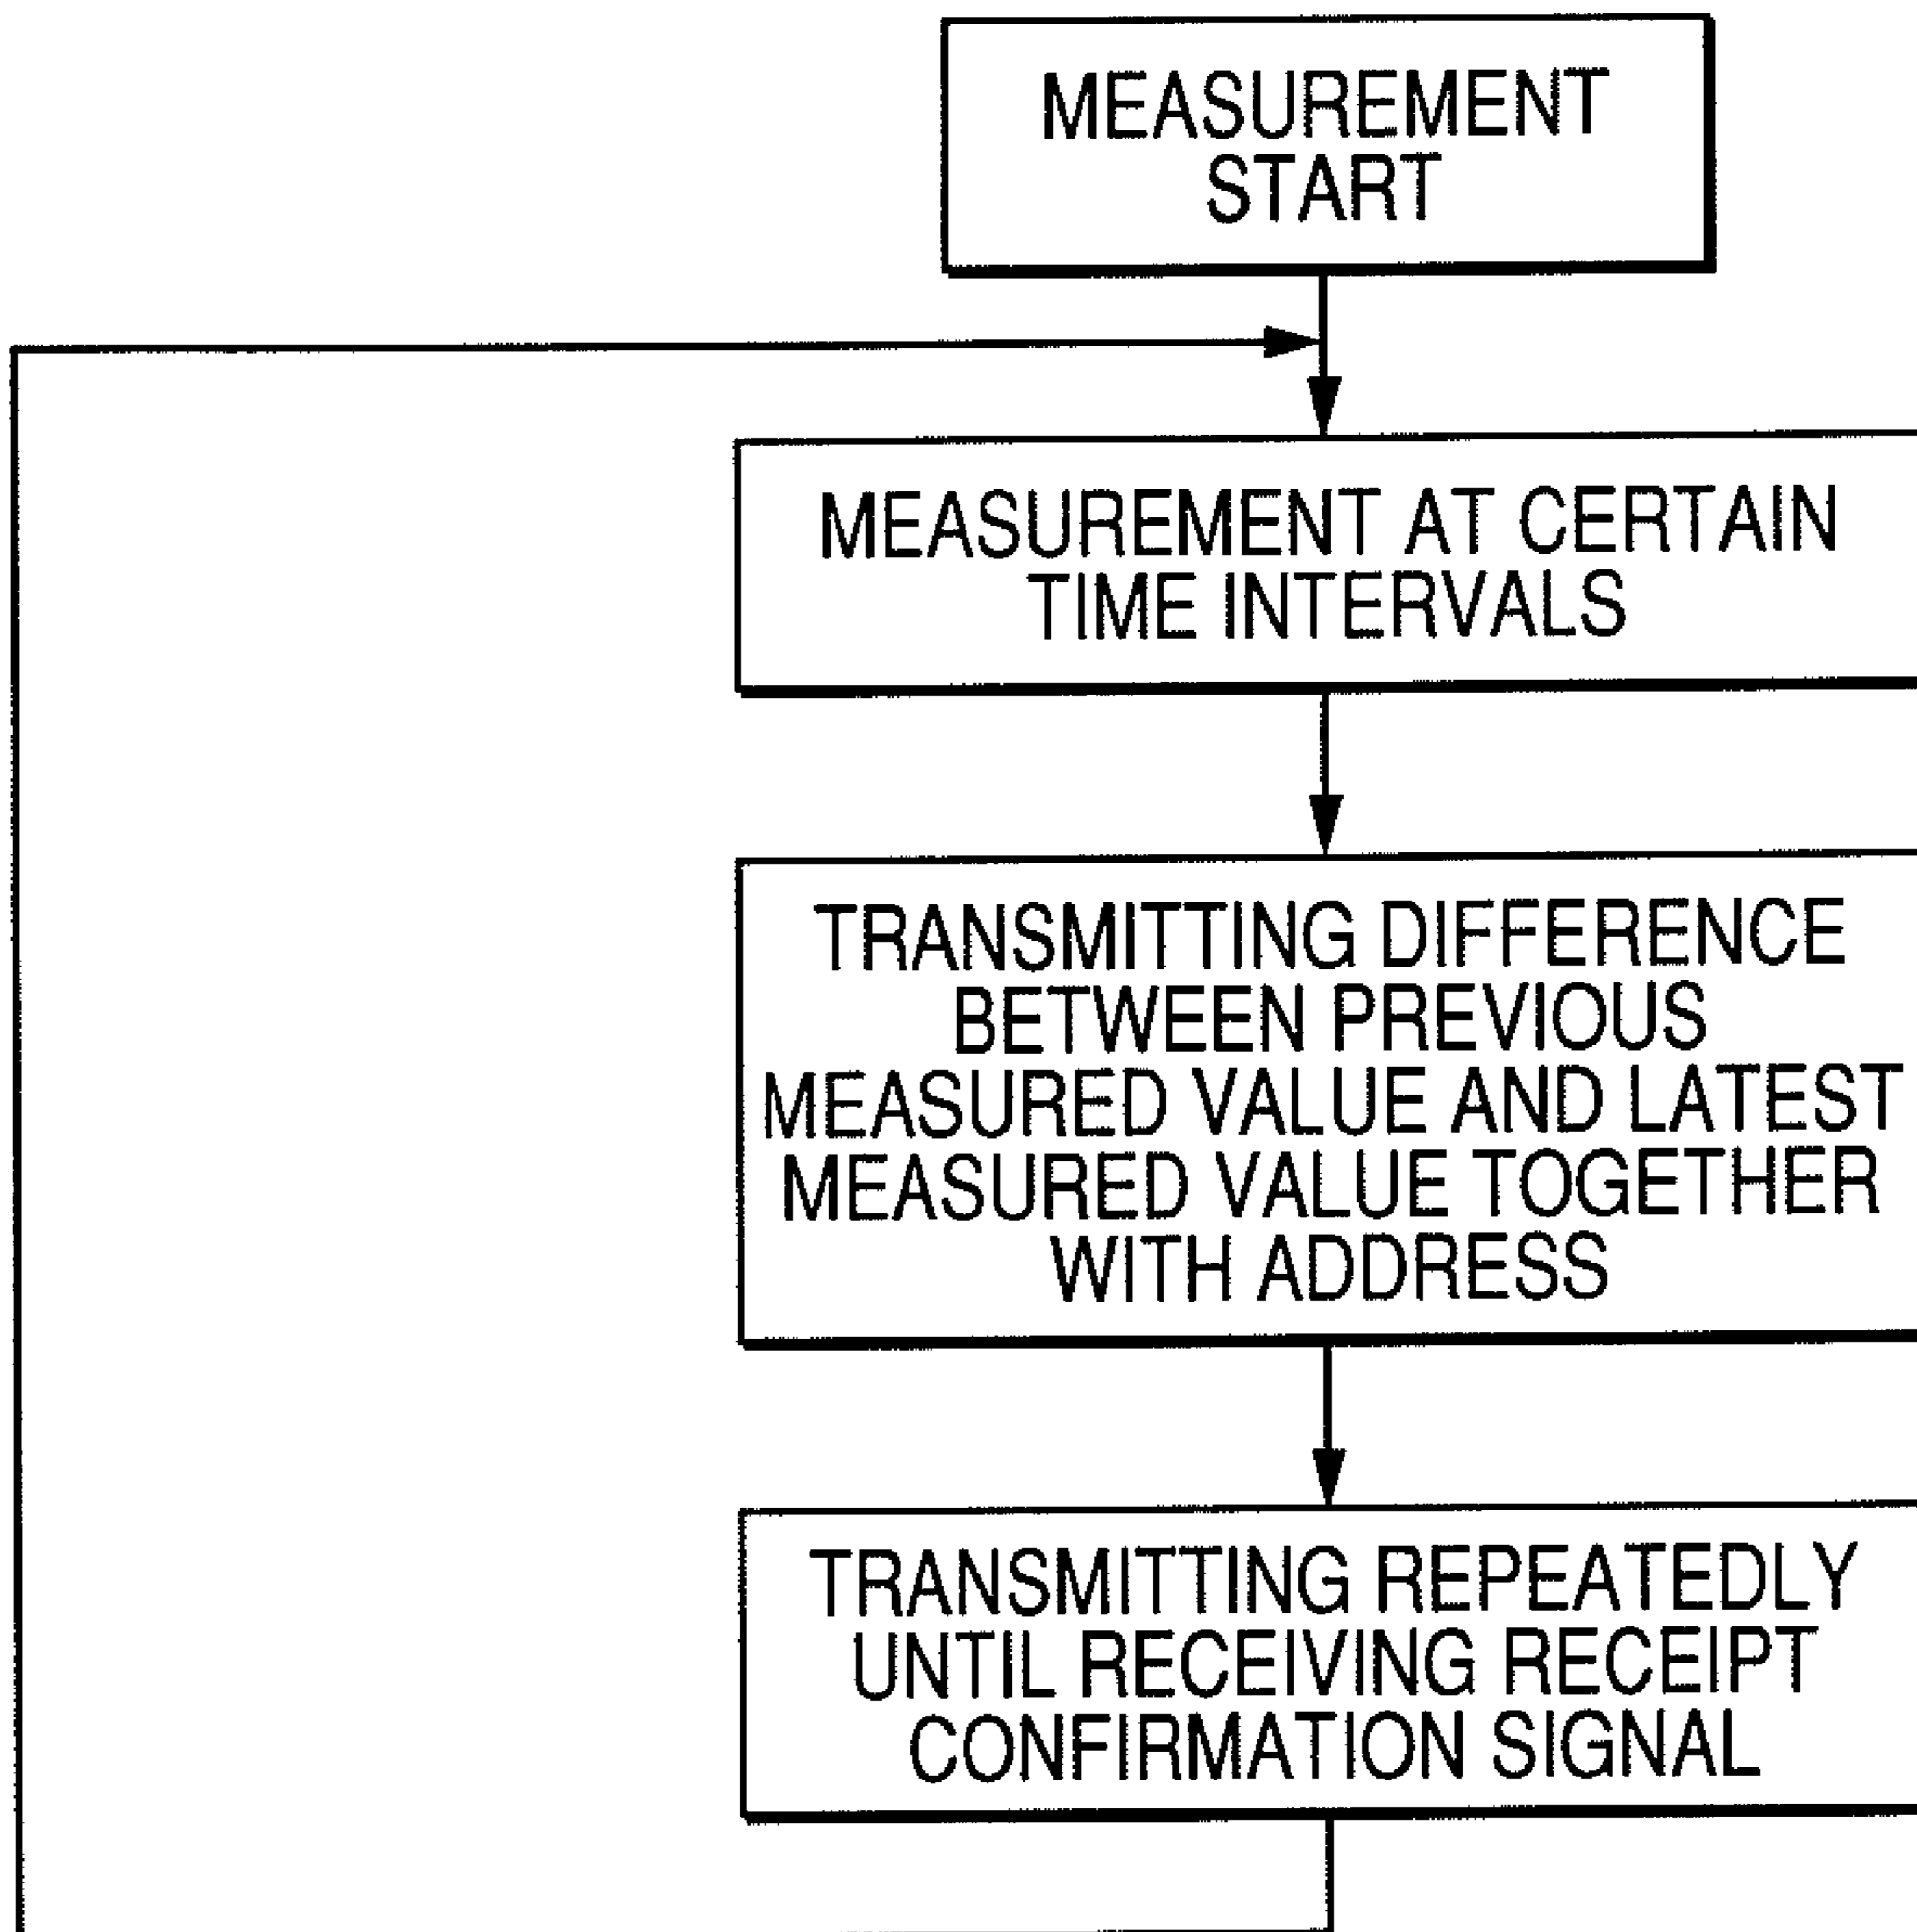 MEASUREMENT
START
MEASUREMENT AT CERTAIN
TIME INTERVALS
TRANSMITTING DIFFERENCE
BETWEEN PREVIOUS
MEASURED VALUE AND LATEST
MEASURED VALUE TOGETHER
WITH ADDRESS
TRANSMITTING REPEATEDLY
UNTIL RECEIVING RECEIPT
CONFIRMATION SIGNAL